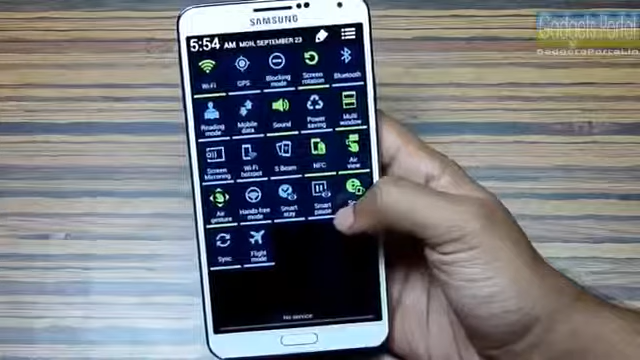 Gadgets Portal
GADGETSPORTAL.IN
SAMSUNG
5:54 AM MON, SEPTEMBER 23
Wi-Fi
GPS
Blocking mode
Screen rotation
Bluetooth
Reading mode
Mobile data
Sound
Power saving
Multi window
Screen Mirroring
Wi-Fi hotspot
S Beam
NFC
Air view
Air gesture
Hands-free mode
Smart stay
Smart pause
Sync
Flight mode
No service